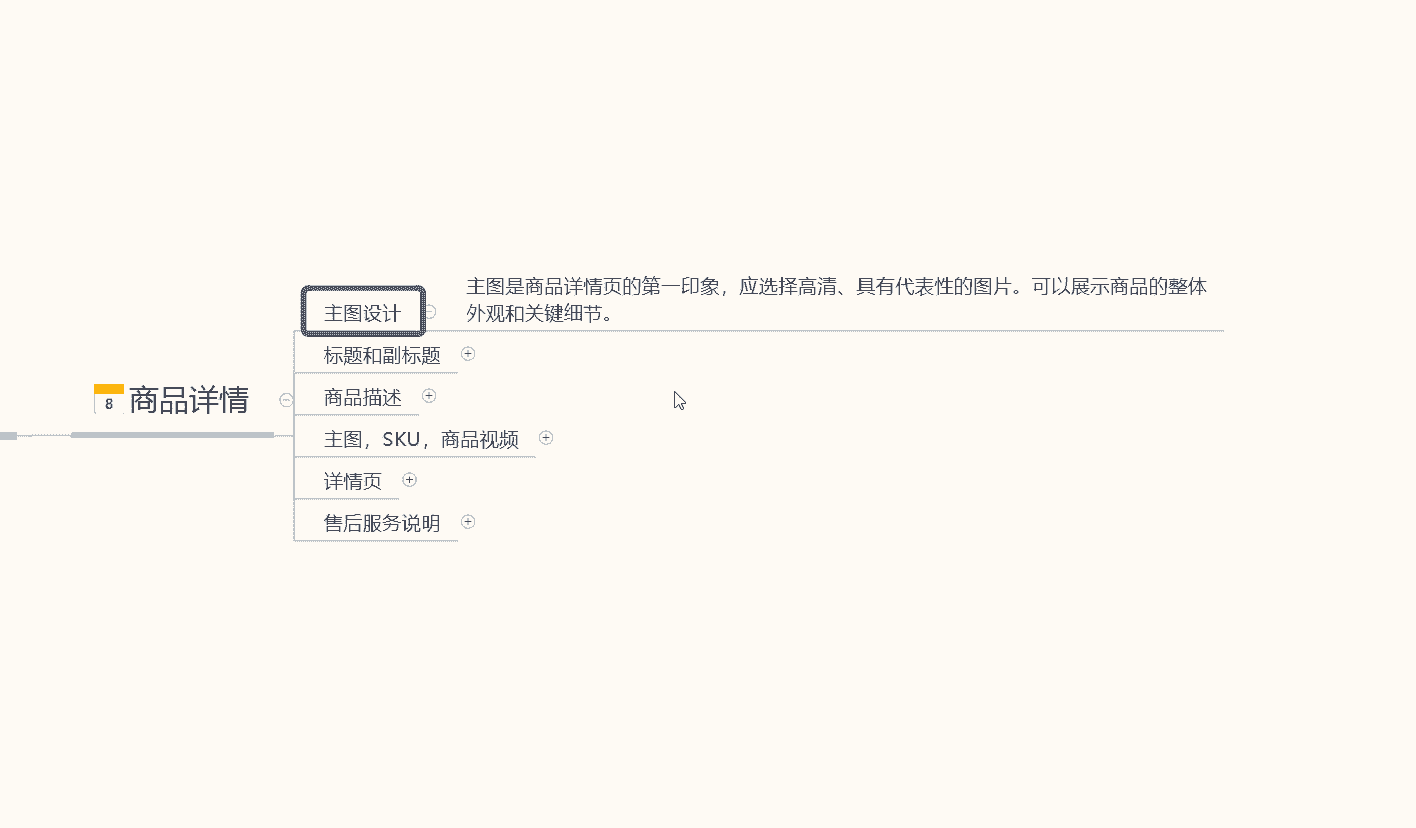 主图是商品详情页的第一印象，应选择高清、具有代表性的图片。可以展示商品的整体
外观和关键细节。
主图设计
标题和副标题
商品描述
8 商品详情
主图，SKU，商品视频
详情页
售后服务说明